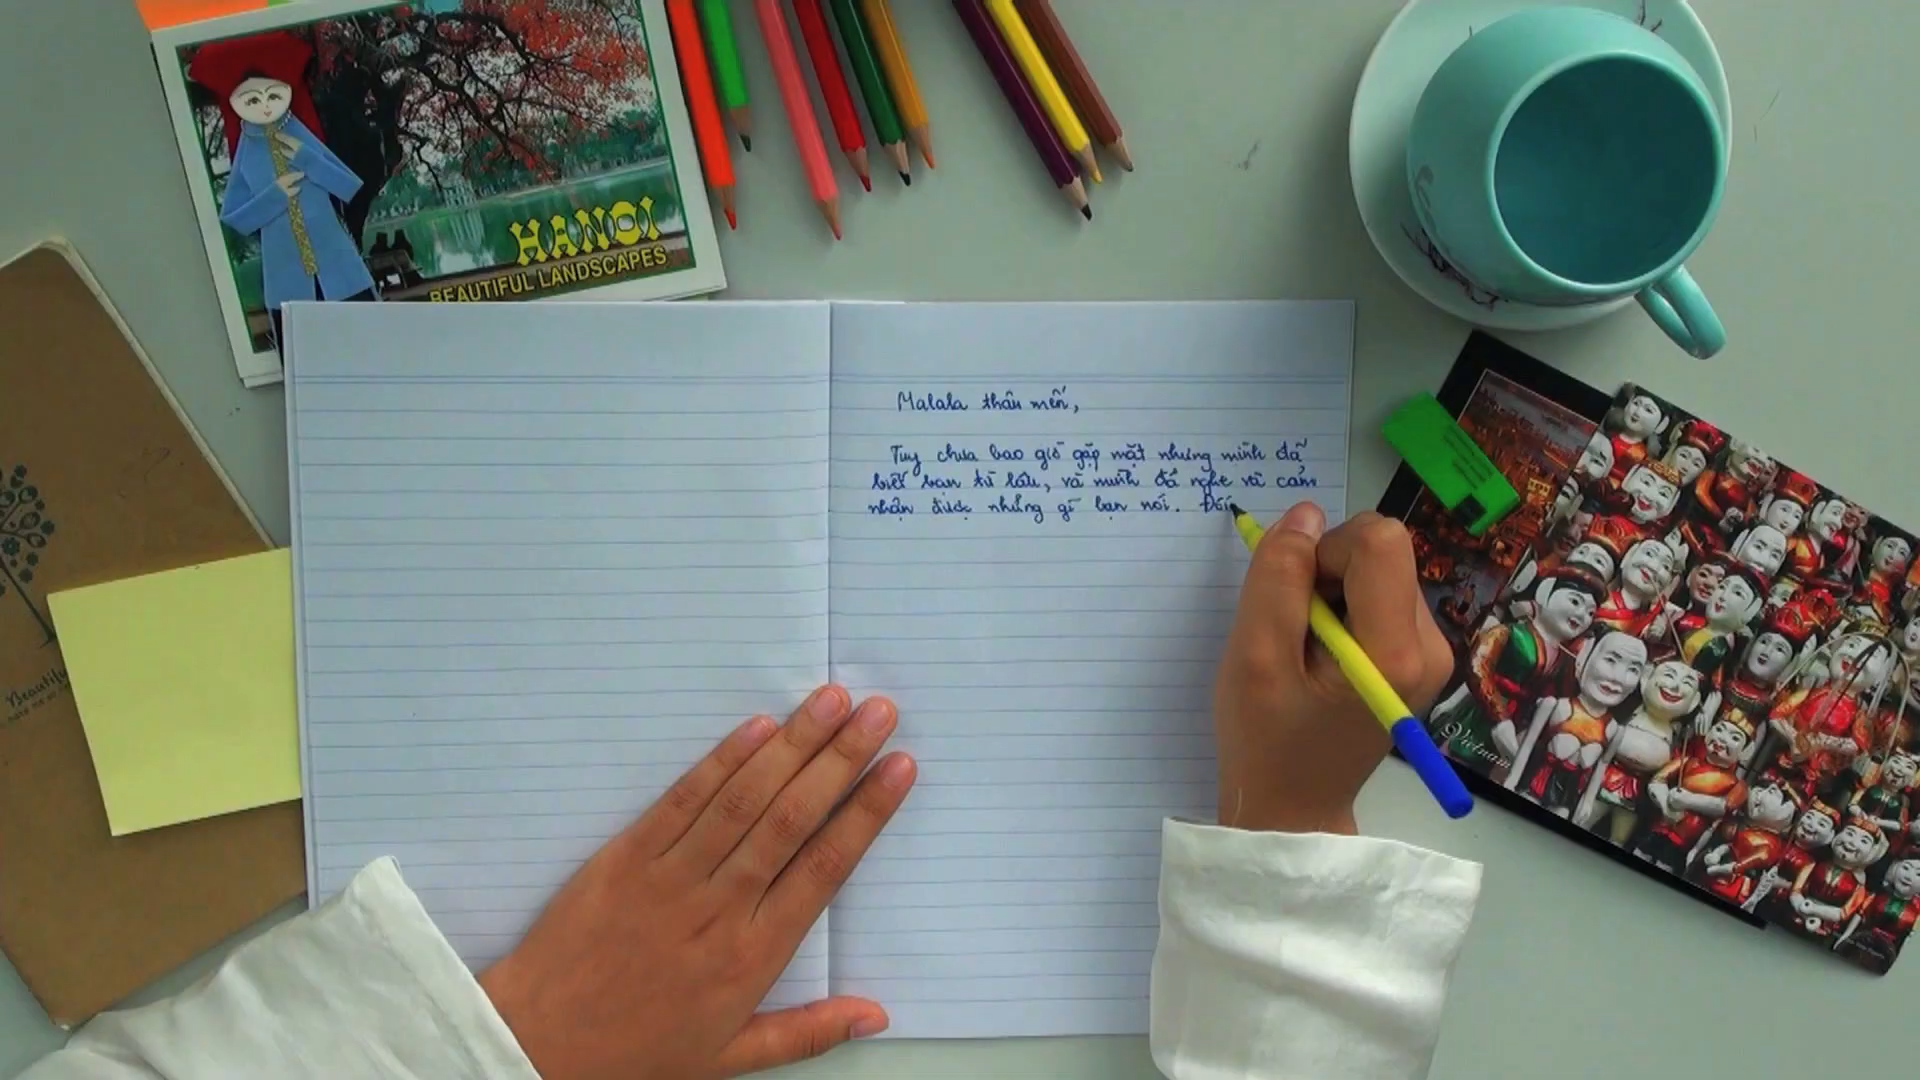 HANOI
BEAUTIFUL LANDSCAPES
Malala thân mến,
Tuy chưa bao giờ gặp mặt nhưng mình đã
biết bạn từ lâu, và mình đã nghe và cảm
nhận được những gì bạn nói. Đối
Beautiful
Vietnam